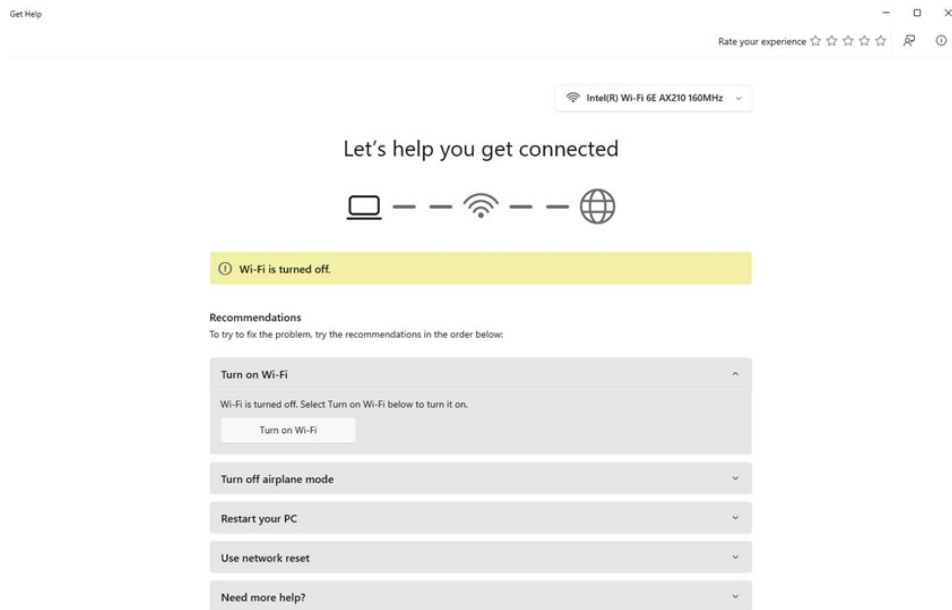 Get Help
Rate your experience
Intel(R) Wi-Fi 6E AX210 160MHz
Let's help you get connected
Wi-Fi is turned off.
Recommendations
To try to fix the problem, try the recommendations in the order below:
Turn on Wi-Fi
Wi-Fi is turned off. Select Turn on Wi-Fi below to turn it on.
Turn on Wi-Fi
Turn off airplane mode
Restart your PC
Use network reset
Need more help?